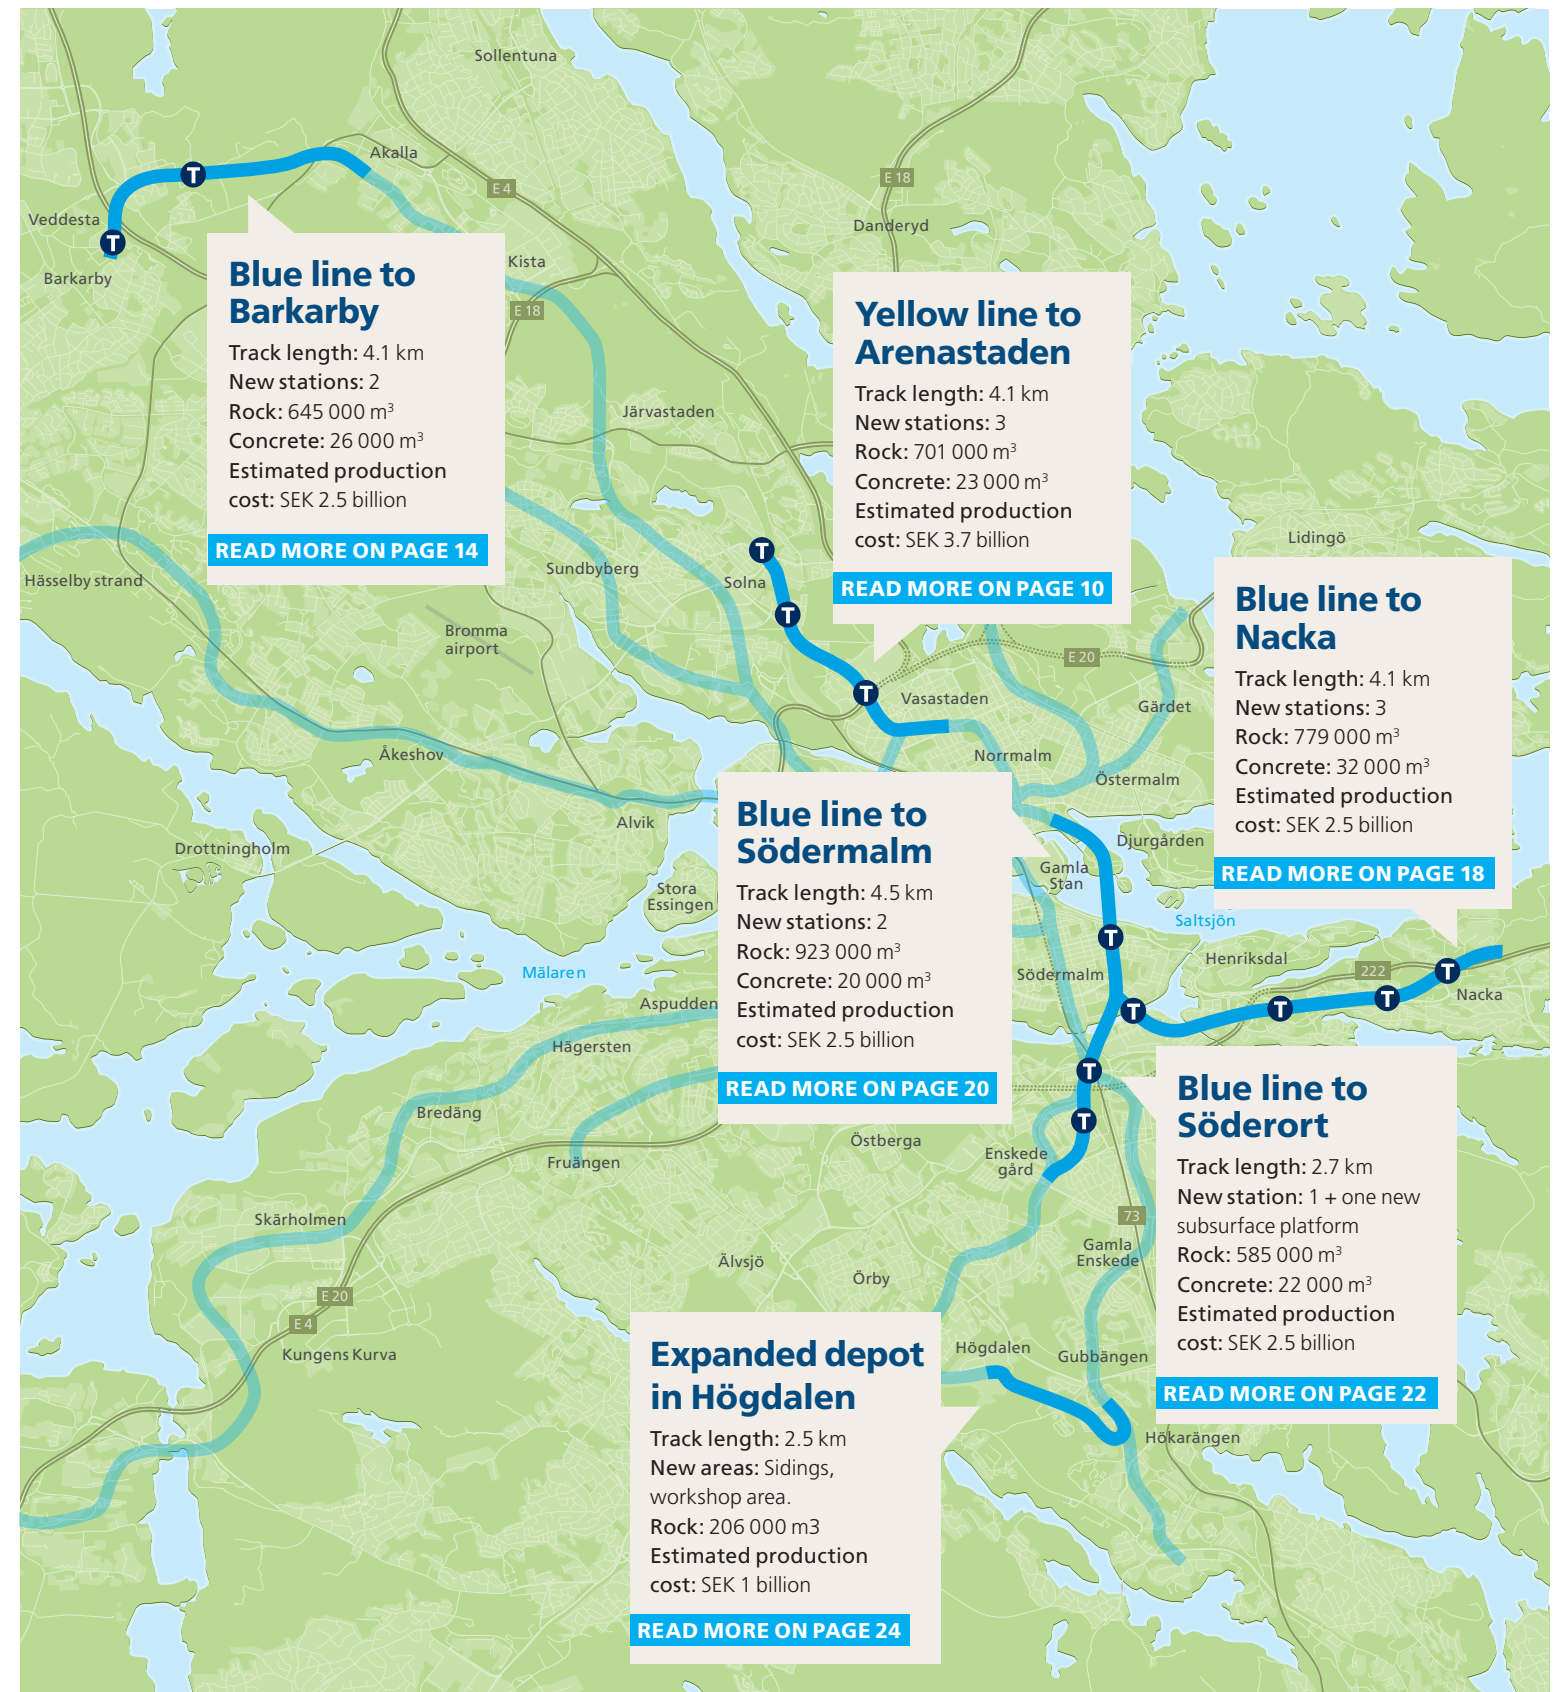 Sollentuna
Akalla
E 4
E 18
Veddesta
Danderyd
Barkarby
Kista
E 18
Blue line to
Barkarby
Track length: 4.1 km
New stations: 2
Rock: 645 000 m³
Concrete: 26 000 m³
Estimated production
cost: SEK 2.5 billion
READ MORE ON PAGE 14
Yellow line to
Arenastaden
Track length: 4.1 km
New stations: 3
Rock: 701 000 m³
Concrete: 23 000 m³
Estimated production
cost: SEK 3.7 billion
READ MORE ON PAGE 10
Järvastaden
Lidingö
Hässelby strand
Sundbyberg
Solna
Bromma
airport
E 20
Vasastaden
Gärdet
Blue line to
Nacka
Track length: 4.1 km
New stations: 3
Rock: 779 000 m³
Concrete: 32 000 m³
Estimated production
cost: SEK 2.5 billion
READ MORE ON PAGE 18
Åkeshov
Norrmalm
Östermalm
Alvik
Drottningholm
Djurgården
Gamla
Stan
Stora
Essingen
Blue line to
Södermalm
Track length: 4.5 km
New stations: 2
Rock: 923 000 m³
Concrete: 20 000 m³
Estimated production
cost: SEK 2.5 billion
READ MORE ON PAGE 20
Saltsjön
Henriksdal
Mälaren
Södermalm
222
Nacka
Aspudden
Hägersten
Bredäng
Östberga
Fruängen
Enskede
gård
Blue line to
Söderort
Track length: 2.7 km
New station: 1 + one new
subsurface platform
Rock: 585 000 m³
Concrete: 22 000 m³
Estimated production
cost: SEK 2.5 billion
READ MORE ON PAGE 22
Skärholmen
73
Gamla
Enskede
Älvsjö
Örby
E 20
E 4
Kungens Kurva
Högdalen
Gubbängen
Hökarängen
Expanded depot
in Högdalen
Track length: 2.5 km
New areas: Sidings,
workshop area.
Rock: 206 000 m3
Estimated production
cost: SEK 1 billion
READ MORE ON PAGE 24
T
T
T
T
T
T
T
T
T
T
T
T